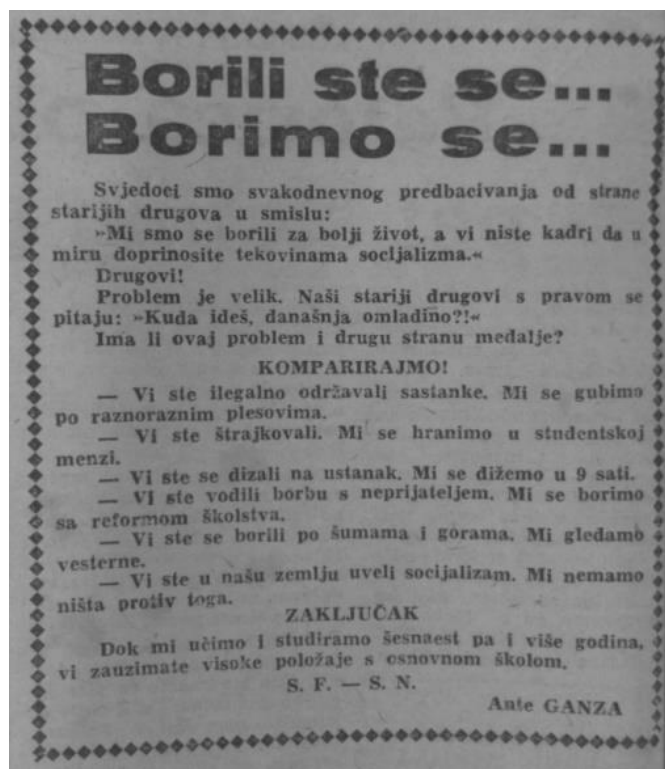 Borili ste se...
Borimo se...
Svjedoci smo svakodnevnog predbacivanja od strane
starijih drugova u smislu:
»Mi smo se borili za bolji život, a vi niste kadri da u
miru doprinosite tekovinama socijalizma.«
Drugovi!
Problem je velik. Naši stariji drugovi s pravom se
pitaju: »Kuda ideš, današnja omladino?!«
Ima li ovaj problem i drugu stranu medalje?
KOMPARIRAJMO!
— Vi ste ilegalno održavali sastanke. Mi se gubimo
po raznoraznim plesovima.
— Vi ste štrajkovali. Mi se hranimo u studentskoj
menzi.
— Vi ste se dizali na ustanak. Mi se dižemo u 9 sati.
— VI ste vodili borbu s neprijateljem. Mi se borimo
sa reformom školstva.
— Vi ste se borili po šumama i gorama. Mi gledamo
vesterne.
— Vi ste u našu zemlju uveli socijalizam. Mi nemamo
ništa protiv toga.
ZAKLJUČAK
Dok mi učimo i studiramo šesnaest pa i više godina,
vi zauzimate visoke položaje s osnovnom školom.
S. F. — S. N.
Ante GANZA